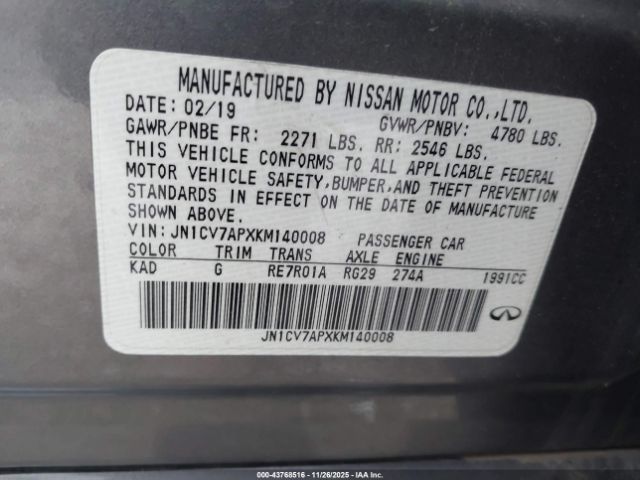 MANUFACTURED BY NISSAN MOTOR CO.,LTD.
DATE: 02/19 GVWR/PNBV: 4780 LBS.
GAWR/PNBE FR: 2271 LBS. RR: 2546 LBS.
THIS VEHICLE CONFORMS TO ALL APPLICABLE FEDERAL
MOTOR VEHICLE SAFETY,BUMPER,AND THEFT PREVENTION
STANDARDS IN EFFECT ON THE DATE OF MANUFACTURE
SHOWN ABOVE.
VIN:JN1CV7APXKM140008 PASSENGER CAR
COLOR TRIM TRANS AXLE ENGINE
KAD G RE7R01A RG29 274A 1991CC
JN1CV7APXKM140008
000-43768516 | 11/26/2025 | ©IAA